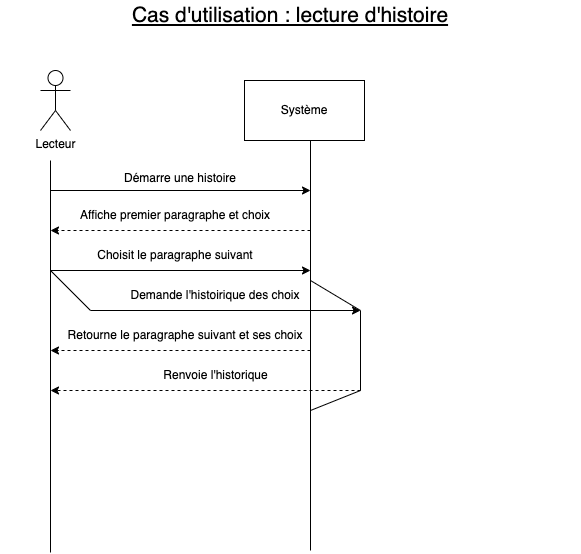 Cas d'utilisation : lecture d'histoire
Système
Lecteur
Démarre une histoire
Affiche premier paragraphe et choix
Choisit le paragraphe suivant
Demande l'histoirique des choix
Retourne le paragraphe suivant et ses choix
Renvoie l'historique